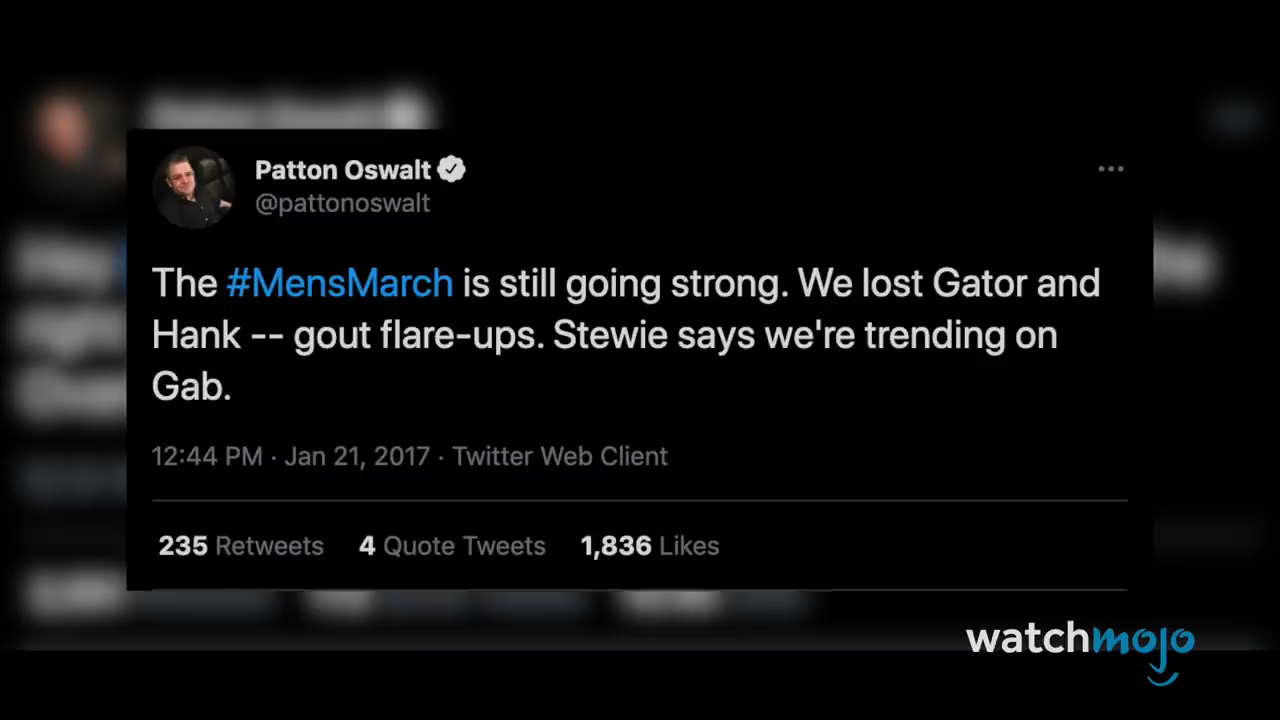 Patton Oswalt
@pattonoswalt
The #MensMarch is still going strong. We lost Gator and
Hank -- gout flare-ups. Stewie says we're trending on
Gab.
12:44 PM · Jan 21, 2017 · Twitter Web Client
235 Retweets 4 Quote Tweets 1,836 Likes
watchmojo